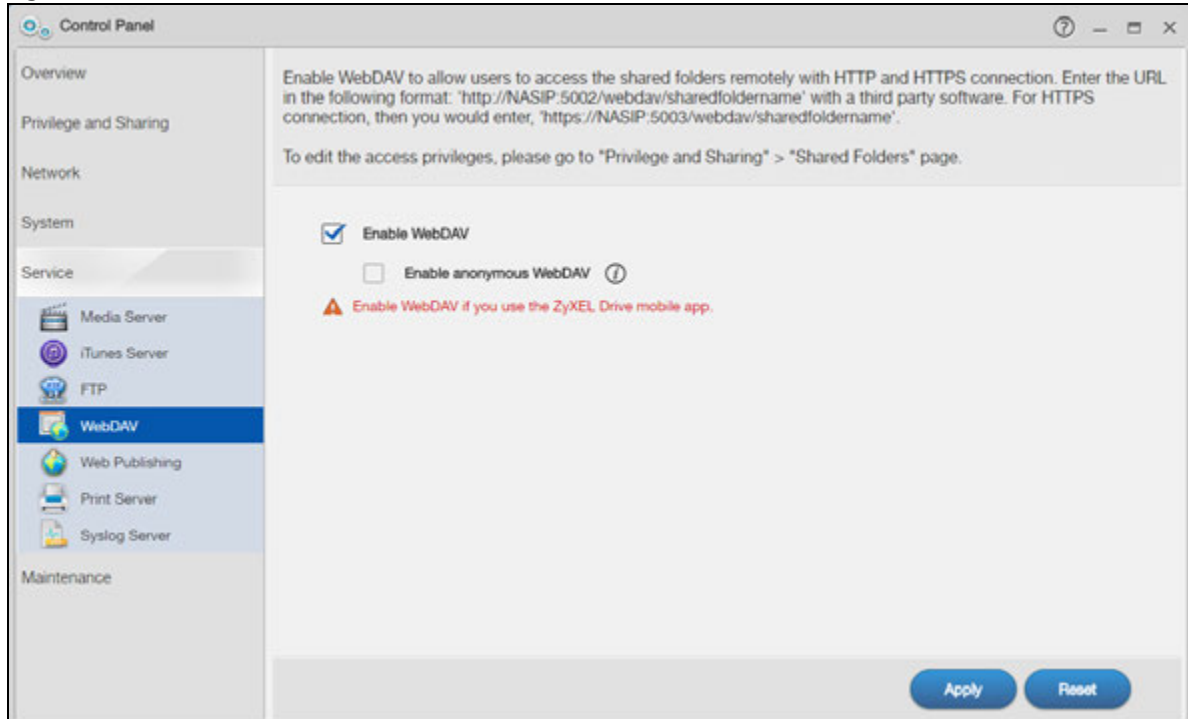 Control Panel
Overview
Privilege and Sharing
Network
System
Service
Media Server
iTunes Server
FTP
WebDAV
Web Publishing
Print Server
Syslog Server
Maintenance
Enable WebDAV to allow users to access the shared folders remotely with HTTP and HTTPS connection. Enter the URL
in the following format: 'http://NASIP:5002/webdav/sharedfoldername' with a third party software. For HTTPS
connection, then you would enter, 'https://NASIP:5003/webdav/sharedfoldername'.
To edit the access privileges, please go to "Privilege and Sharing" > "Shared Folders" page.
Enable WebDAV
Enable anonymous WebDAV
Enable WebDAV if you use the ZyXEL Drive mobile app.
Apply
Reset